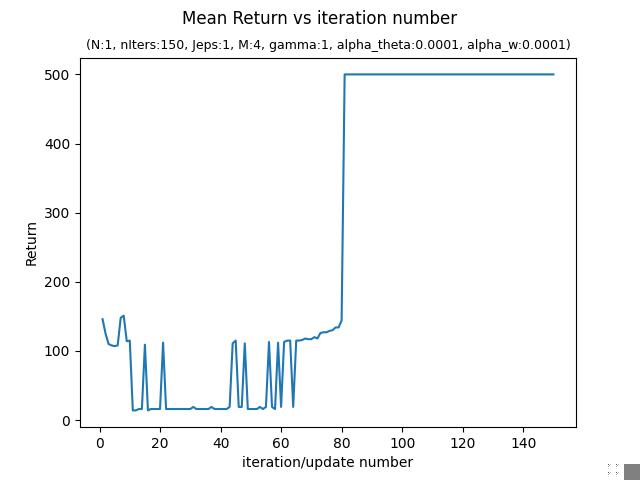 Mean Return vs iteration number
(N:1, nIters:150, Jeps:1, M:4, gamma:1, alpha_theta:0.0001, alpha_w:0.0001)
500
400
300
200
100
0
Return
0 20 40 60 80 100 120 140
iteration/update number